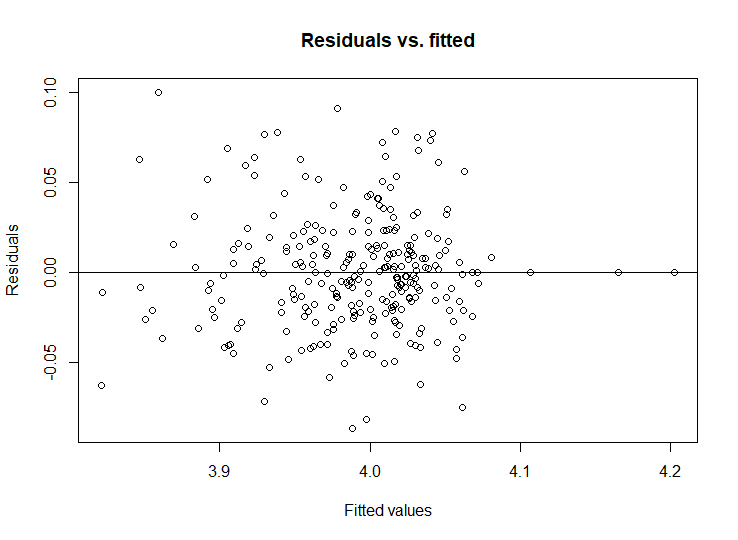 Residuals vs. fitted
0.10
0.05
0.00
-0.05
Residuals
3.9 4.0 4.1 4.2
Fitted values